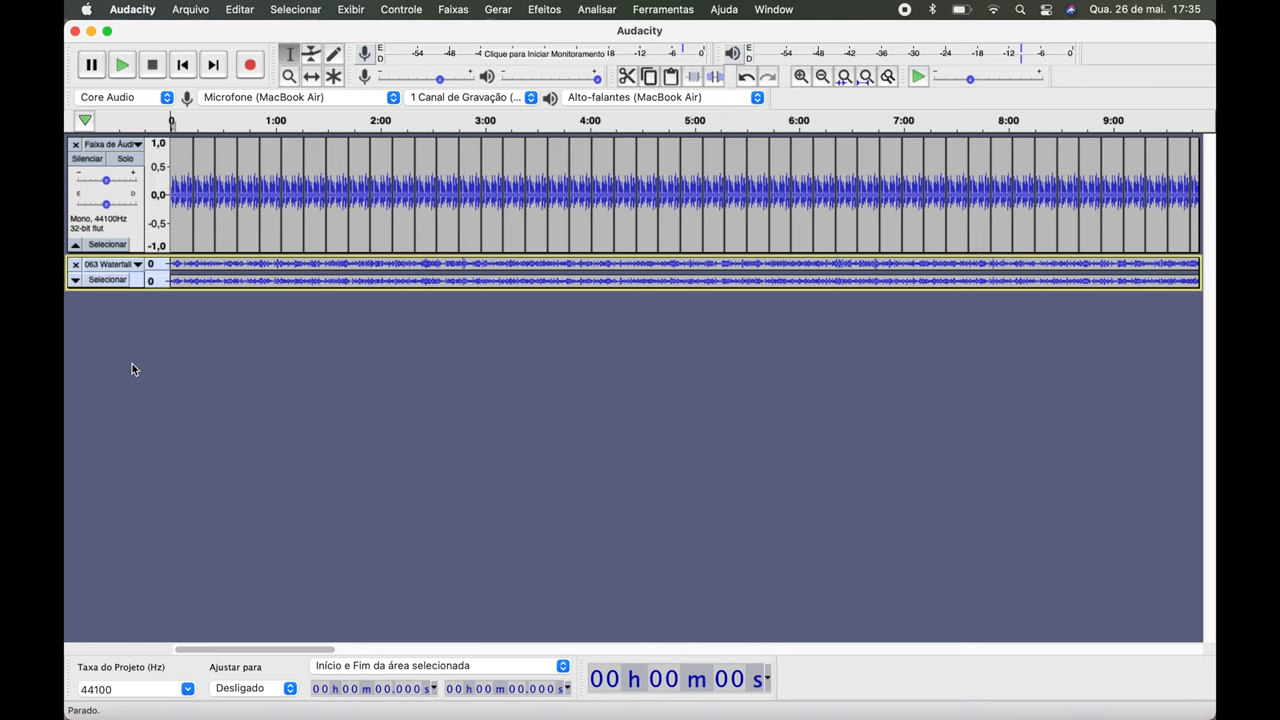 Audacity Arquivo Editar Selecionar Exibir Controle Faixas Gerar Efeitos Analisar Ferramentas Ajuda Window Qua. 26 de mai. 17:35
Audacity
E D -54 -48 -4 Clique para Iniciar Monitoramento 18 -12 -6 0 E D -54 -48 -42 -36 -30 -24 -18 -12 -6 0
- + - + - +
Core Audio Microfone (MacBook Air) 1 Canal de Gravação (... Alto-falantes (MacBook Air)
0 1:00 2:00 3:00 4:00 5:00 6:00 7:00 8:00 9:00
Faixa de Áudi 1,0
Silenciar Solo
0,5
- +
0,0
E D
Mono, 44100Hz
-0,5
32-bit flut
Selecionar -1,0
063 Waterfall 0
Selecionar 0
Taxa do Projeto (Hz) Ajustar para Início e Fim da área selecionada
44100 Desligado 00 h 00 m 00.000 s 00 h 00 m 00.000 s 00 h 00 m 00 s
Parado.